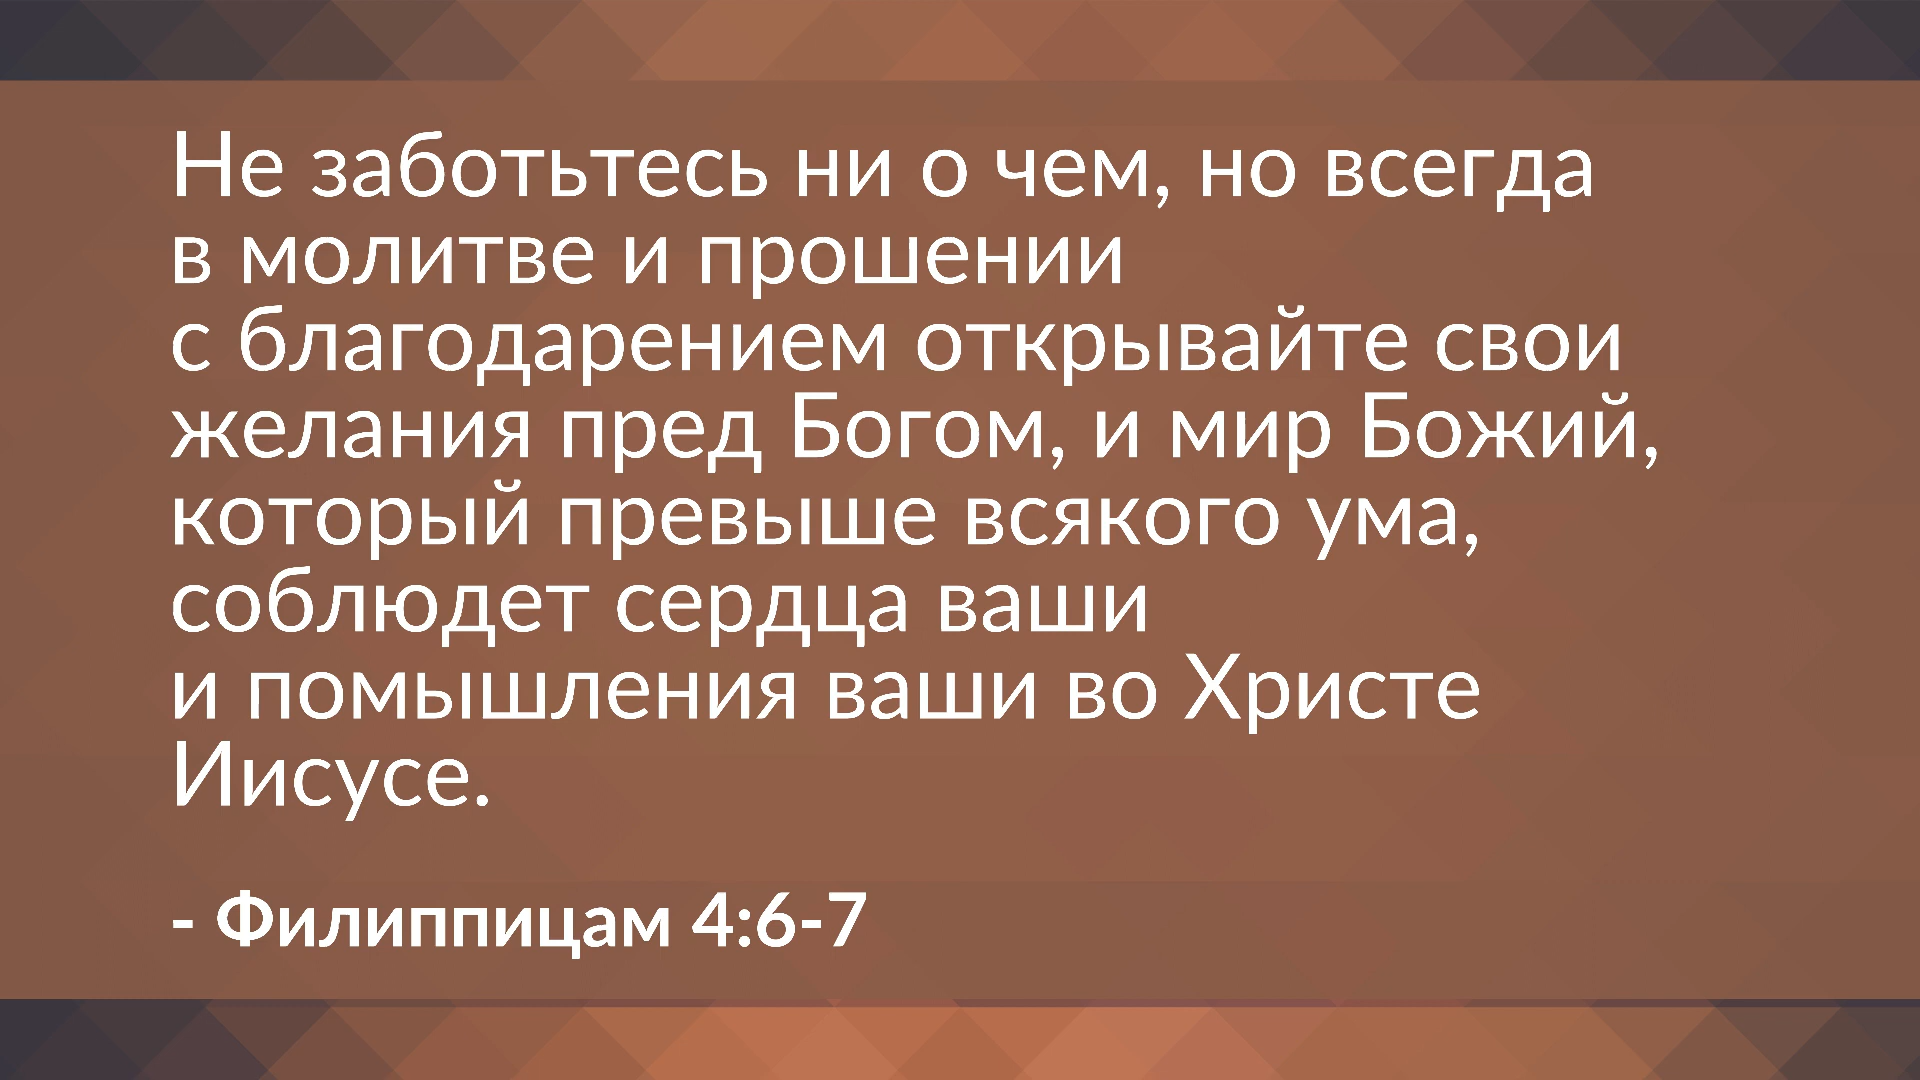 Не заботьтесь ни о чем, но всегда
в молитве и прошении
с благодарением открывайте свои
желания пред Богом, и мир Божий,
который превыше всякого ума,
соблюдет сердца ваши
и помышления ваши во Христе
Иисусе.
- Филиппицам 4:6-7